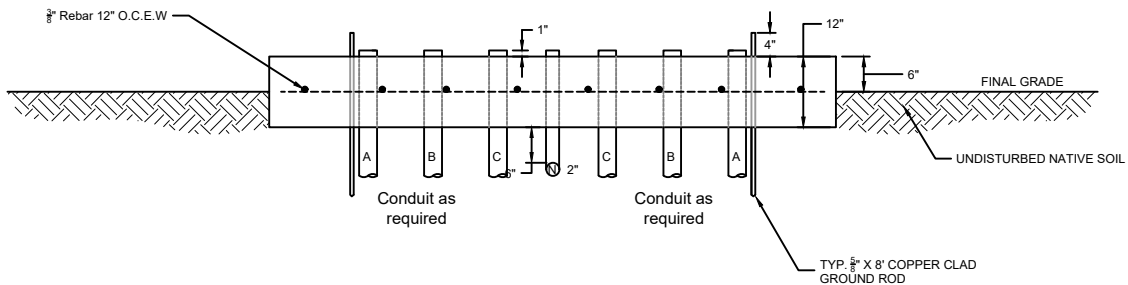 3/8" Rebar 12" O.C.E.W
1"
12"
4"
6"
FINAL GRADE
A
B
C
N
2"
C
B
A
6"
UNDISTURBED NATIVE SOIL
Conduit as
required
Conduit as
required
TYP. 5/8" X 8' COPPER CLAD
GROUND ROD